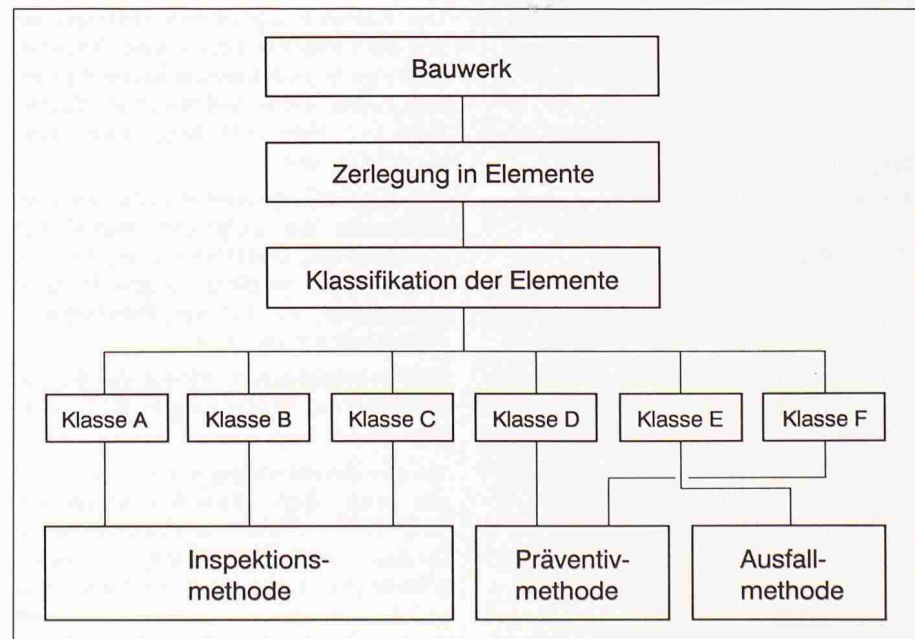 Bauwerk
Zerlegung in Elemente
Klassifikation der Elemente
Klasse A
Klasse B
Klasse C
Klasse D
Klasse E
Klasse F
Inspektions-
methode
Präventiv-
methode
Ausfall-
methode